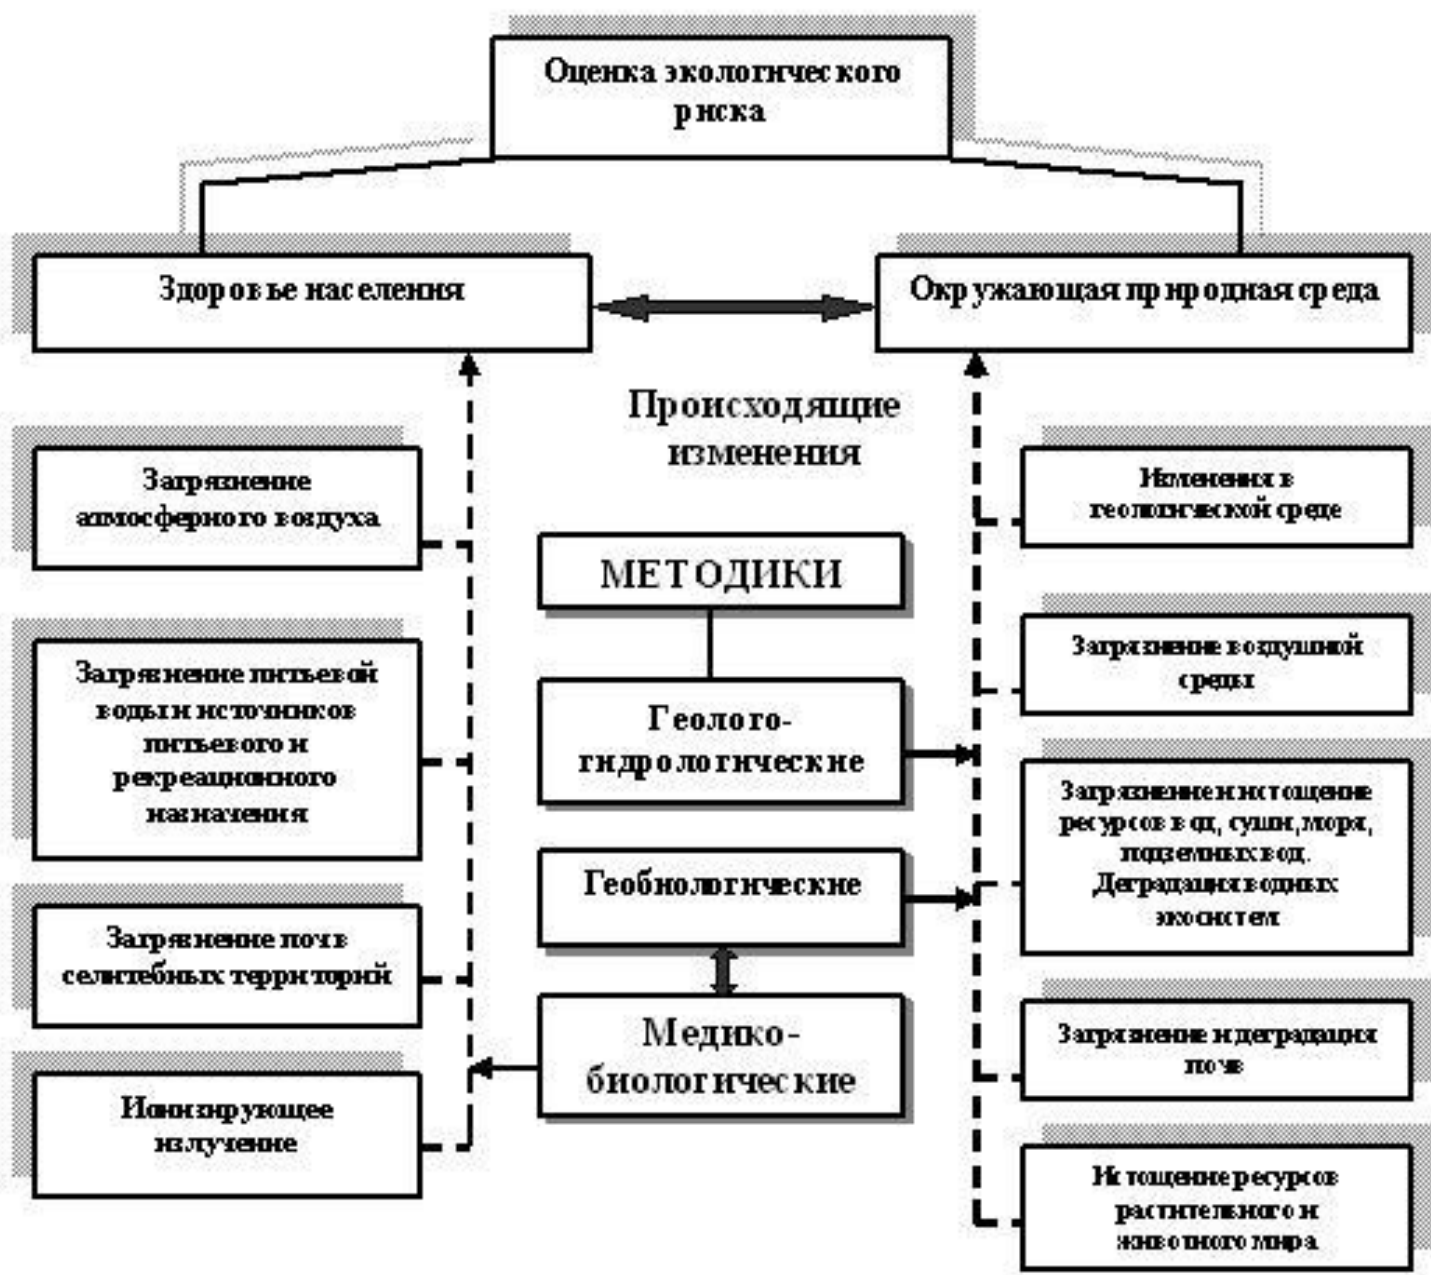 Оценка экологического
риска
Здоровье населения
Окружающая природная среда
Происходящие
изменения
Загрязнение
атмосферного воздуха
Загрязнение питьевой
воды и источников
питьевого и
рекреационного
назначения
Загрязнение почв
селитебных территорий
Ионизирующее
излучение
МЕТОДИКИ
Геолого-
гидрологические
Геобиологические
Медико-
биологические
Изменения в
геологической среде
Загрязнение воздушной
среды
Загрязнение и истощение
ресурсов вод, суши, моря,
подземных вод.
Деградация водных
экосистем
Загрязнение и деградация
почв
Истощение ресурсов
растительного и
животного мира